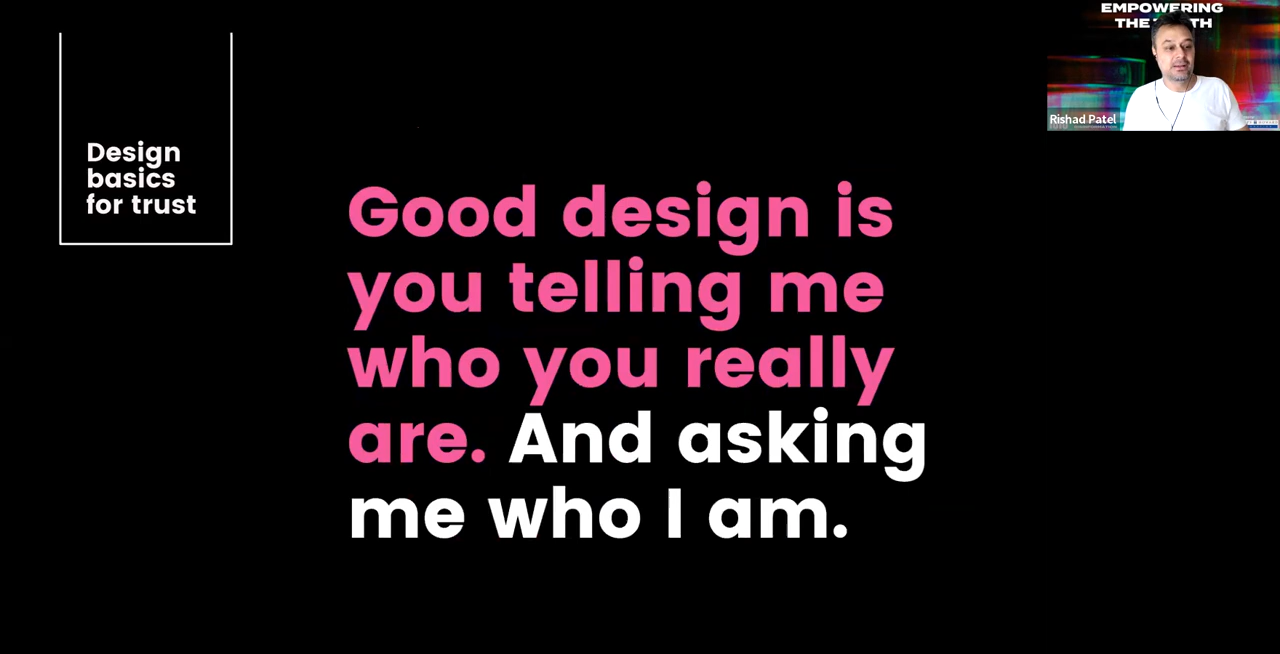 Design
basics
for trust
Good design is
you telling me
who you really
are. And asking
me who I am.
EMPOWERING
Rishad Patel